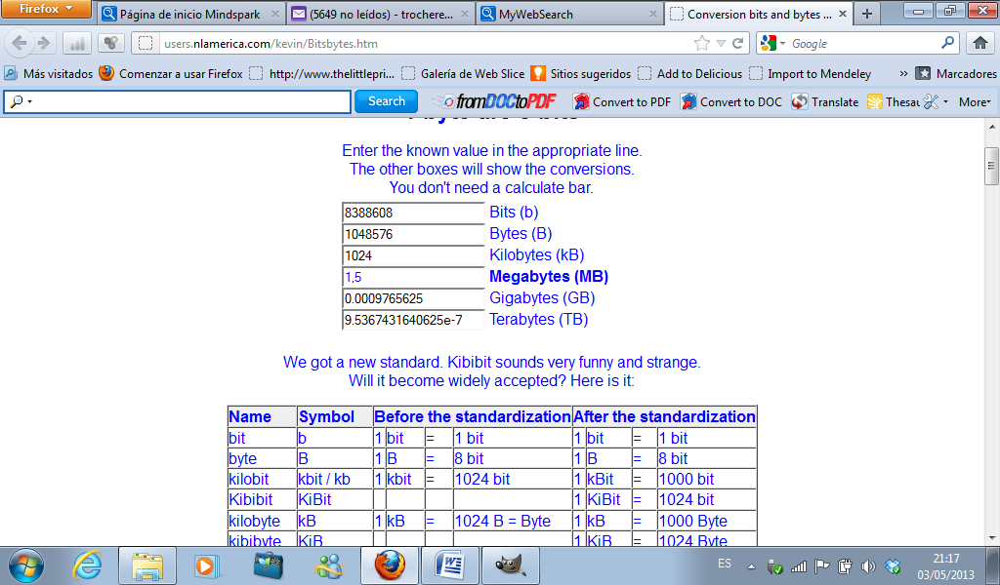 Firefox
Página de inicio Mindspark
(5649 no leídos) - trochere...
MyWebSearch
Conversion bits and bytes ...
users.nlamerica.com/kevin/Bitsbytes.htm
Google
Más visitados
Comenzar a usar Firefox
http://www.thelittlepri...
Galería de Web Slice
Sitios sugeridos
Add to Delicious
Import to Mendeley
»
Marcadores
Search
fromDOCtoPDF
Convert to PDF
Convert to DOC
Translate
Thesau
More
Enter the known value in the appropriate line.
The other boxes will show the conversions.
You don't need a calculate bar.
8388608 Bits (b)
1048576 Bytes (B)
1024 Kilobytes (kB)
1,5 Megabytes (MB)
0.0009765625 Gigabytes (GB)
9.5367431640625e-7 Terabytes (TB)
We got a new standard. Kibibit sounds very funny and strange.
Will it become widely accepted? Here is it:
Name Symbol Before the standardization After the standardization
bit b 1 bit = 1 bit 1 bit = 1 bit
byte B 1 B = 8 bit 1 B = 8 bit
kilobit kbit / kb 1 kbit = 1024 bit 1 kBit = 1000 bit
Kibibit KiBit 1 KiBit = 1024 bit
kilobyte kB 1 kB = 1024 B = Byte 1 kB = 1000 Byte
kibibyte KiB 1 KiB = 1024 Byte
ES
21:17
03/05/2013